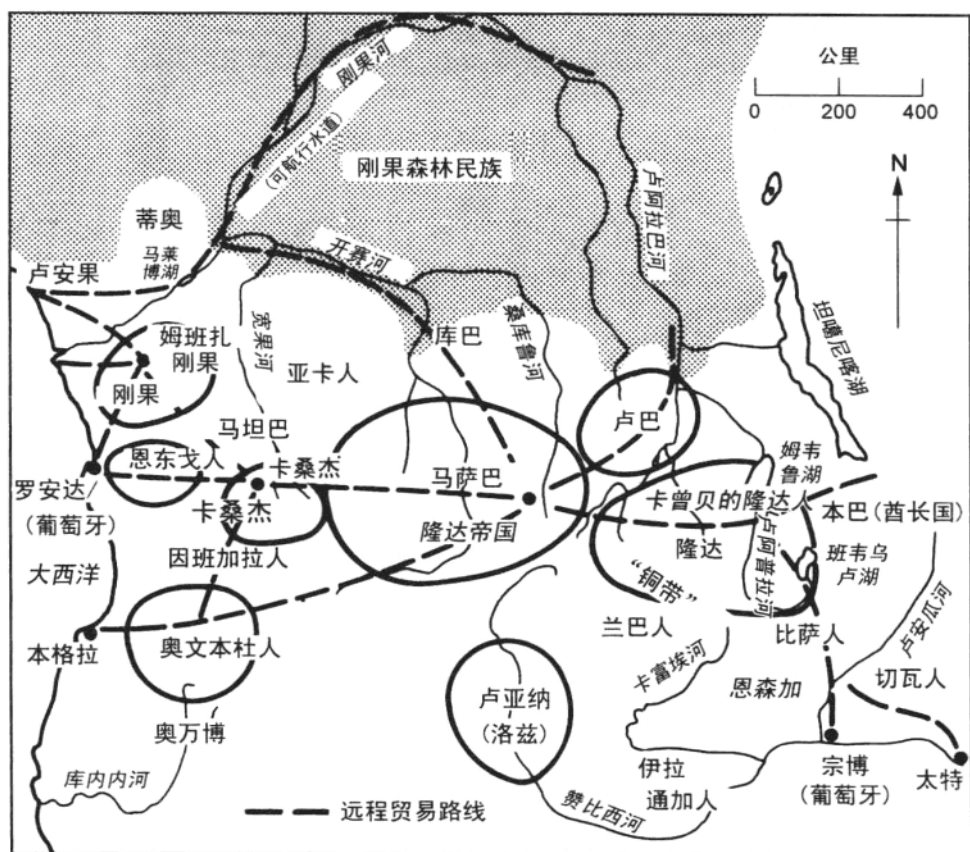 公里
0 200 400
N
刚果河
(可航行水道)
刚果森林民族
卢阿拉巴河
蒂奥
马莱
博湖
开赛河
卢安果
宽果河
库巴
桑库鲁河
坦噶尼喀湖
姆班扎
刚果
刚果
亚卡人
卢巴
马坦巴
恩东戈人
卡桑杰
马萨巴
姆韦
鲁湖
罗安达
(葡萄牙)
卡桑杰
隆达帝国
卡曾贝的隆达人
本巴(酋长国)
隆达
卢阿普拉河
大西洋
因班加拉人
“铜带”
班韦乌
卢湖
兰巴人
比萨人
卢安瓜河
本格拉
奥文本杜人
卡富埃河
恩森加
切瓦人
卢亚纳
(洛兹)
奥万博
库内内河
伊拉
宗博
(葡萄牙)
太特
通加人
赞比西河
远程贸易路线